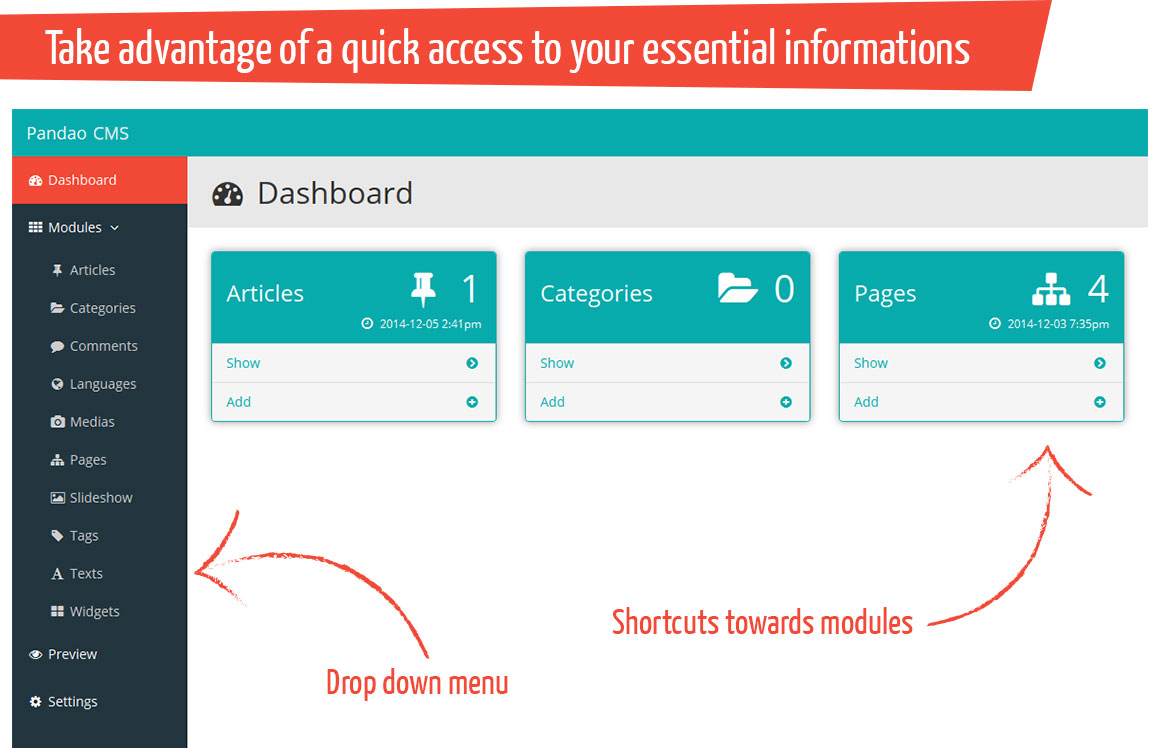 Take advantage of a quick access to your essential informations
Pandao CMS
Dashboard
Modules
Articles
Categories
Comments
Languages
Medias
Pages
Slideshow
Tags
Texts
Widgets
Preview
Settings
Dashboard
Articles 1
2014-12-05 2:41pm
Show
Add
Categories 0
Show
Add
Pages 4
2014-12-03 7:35pm
Show
Add
Shortcuts towards modules
Drop down menu